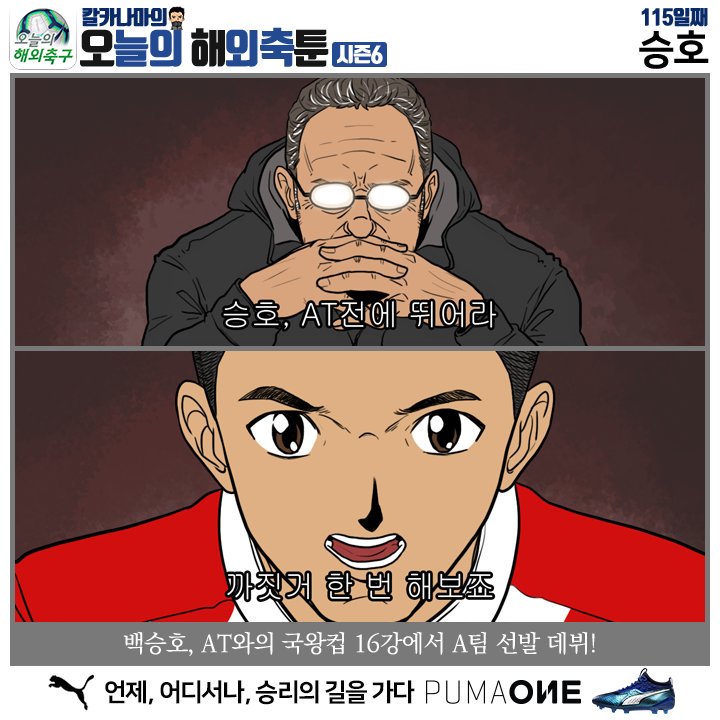 오늘의
해외축구
칼카나마의
오늘의 해외축툰 시즌6
115일째
승호
승호, AT전에 뛰어라
까짓거 한 번 해보죠
백승호, AT와의 국왕컵 16강에서 A팀 선발 데뷔!
언제, 어디서나, 승리의 길을 가다 PUMA ONE